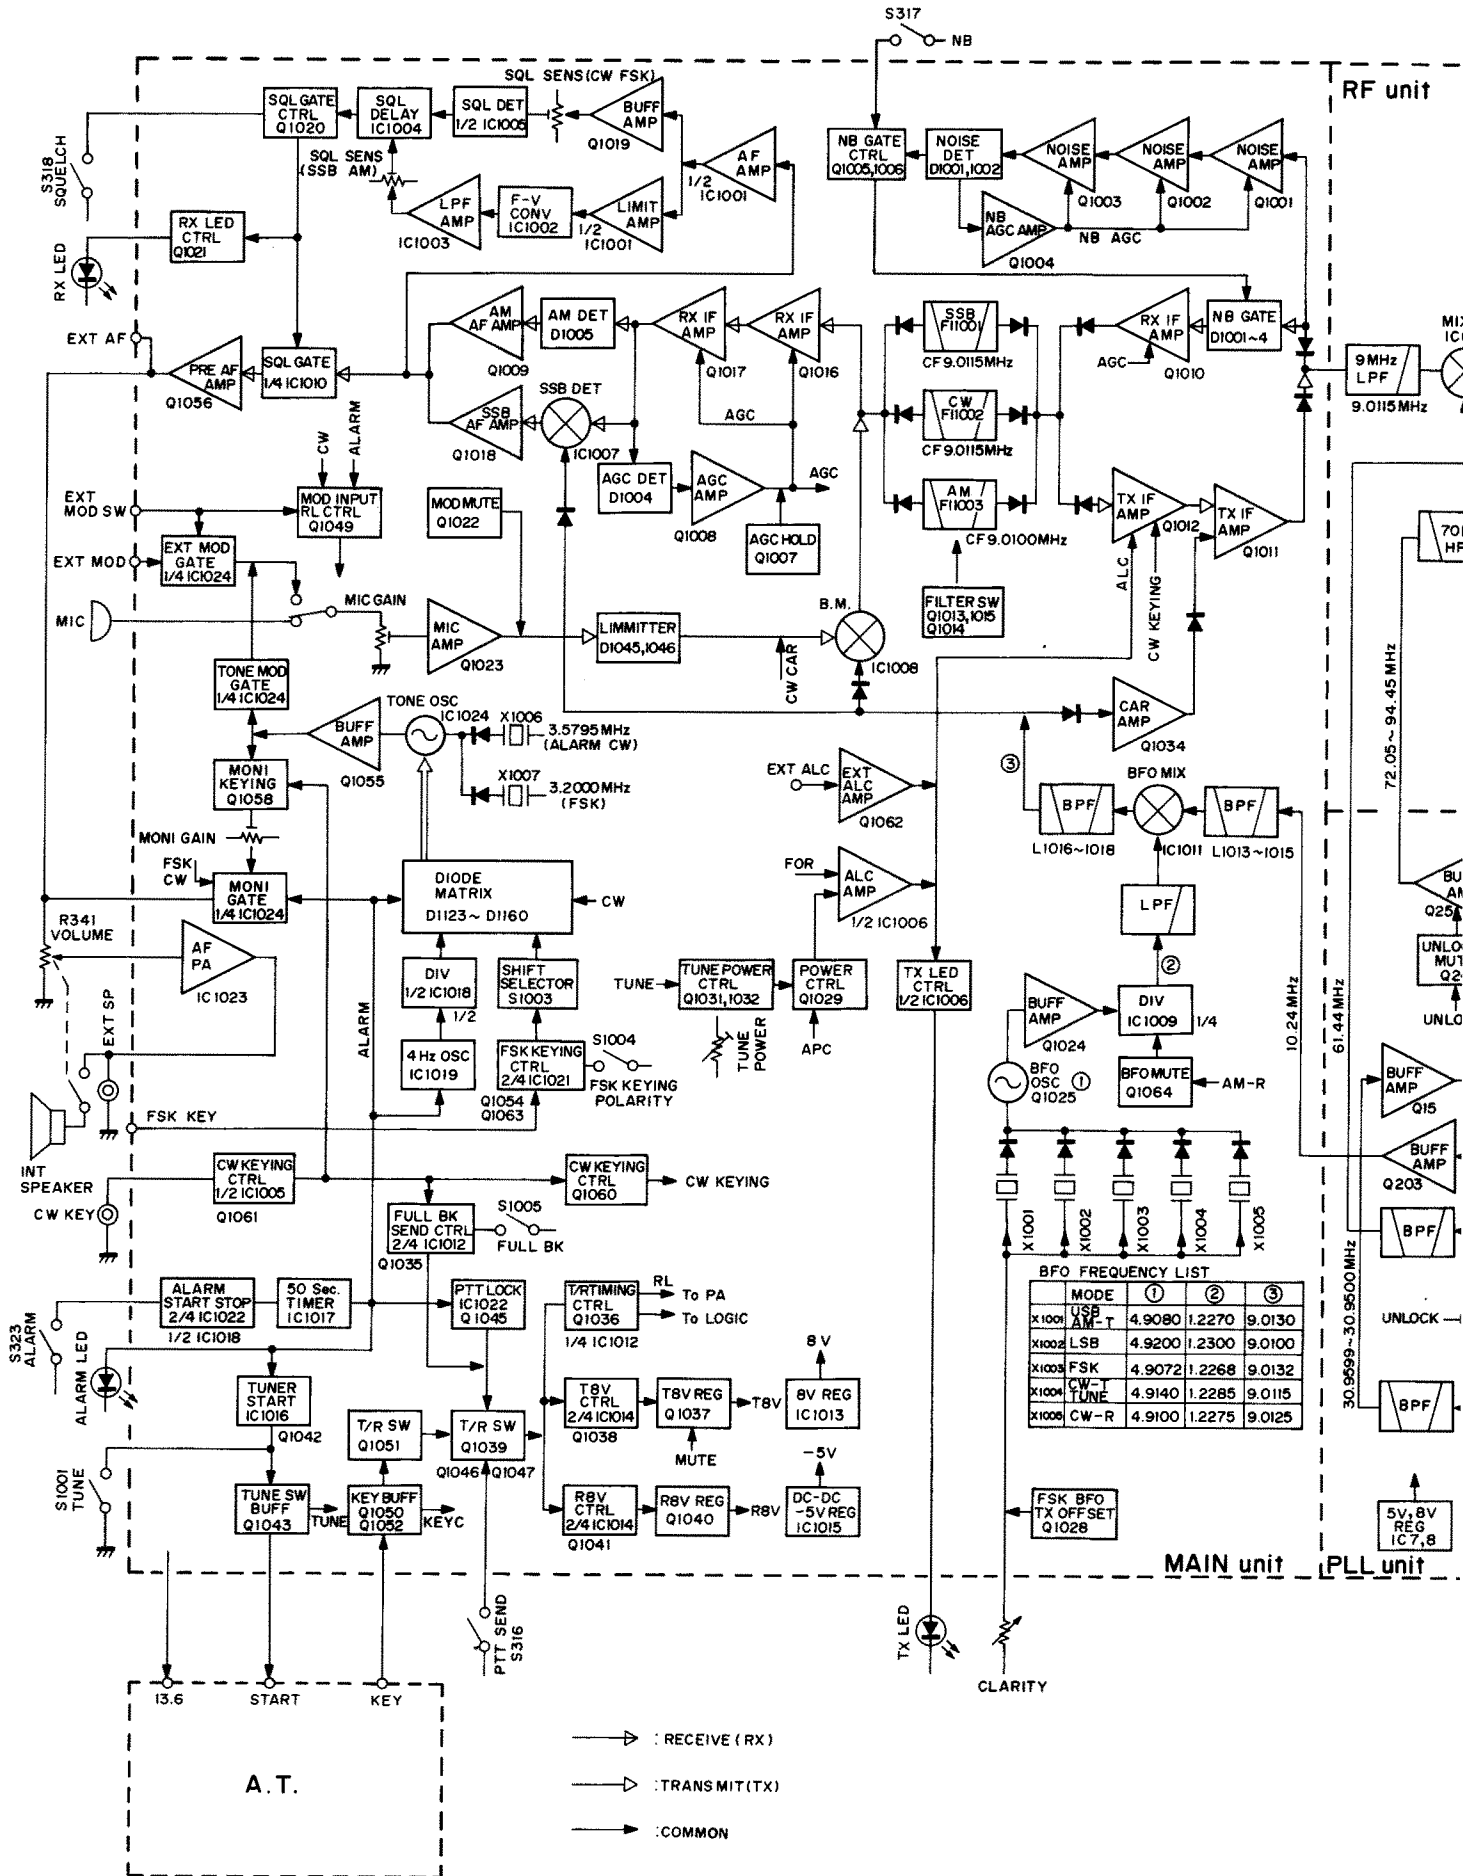 S317
NB
RF unit
SQL SENS(CW FSK)
SQL GATE
CTRL
Q1020
SQL
DELAY
IC1004
SQL DET
1/2 IC1005
BUFF
AMP
Q1019
AF
AMP
1/2
IC1001
NB GATE
CTRL
Q1005,1006
NOISE
DET
D1001,1002
NOISE
AMP
Q1003
NOISE
AMP
Q1002
NOISE
AMP
Q1001
S318
SQUELCH
SQL SENS
(SSB AM)
LPF
AMP
IC1003
F-V
CONV
IC1002
LIMIT
AMP
1/2
IC1001
NB
AGC AMP
Q1004
NB AGC
RX LED
CTRL
Q1021
RX LED
EXT AF
PRE AF
AMP
Q1056
SQL GATE
1/4 IC1010
AM
AF AMP
Q1009
AM DET
D1005
RX IF
AMP
Q1017
RX IF
AMP
Q1016
SSB
FI1001
CF9.0115MHz
RX IF
AMP
AGC
Q1010
NB GATE
D1001~4
9MHz
LPF
9.0115MHz
MIX
SSB
AF AMP
Q1018
SSB DET
IC1007
AGC
CW
FI1002
CF9.0115MHz
CW
ALARM
AGC DET
D1004
AGC
AMP
Q1008
AGC
AM
FI1003
CF9.0100MHz
TX IF
AMP
Q1012
TX IF
AMP
Q1011
EXT
MOD SW
MOD INPUT
RL CTRL
Q1049
MOD MUTE
Q1022
AGC HOLD
Q1007
EXT MOD
EXT MOD
GATE
1/4 IC1024
MIC
MIC GAIN
MIC
AMP
Q1023
LIMMITTER
D1045,1046
CW CAR
B.M.
IC1008
FILTER SW
Q1013,1015
Q1014
ALC
CW KEYING
TONE MOD
GATE
1/4 IC1024
TONE OSC
IC1024
X1006
3.5795MHz
(ALARM CW)
X1007
3.2000MHz
(FSK)
BUFF
AMP
Q1055
CAR
AMP
Q1034
72.05~94.45MHz
MONI
KEYING
Q1058
MONI GAIN
EXT ALC
EXT
ALC
AMP
Q1062
③
BPF
L1016~1018
BFO MIX
IC1011
BPF
L1013~1015
FSK
CW
MONI
GATE
1/4 IC1024
DIODE
MATRIX
D1123~D1160
CW
FOR
ALC
AMP
1/2 IC1006
LPF
R341
VOLUME
AF
PA
IC1023
DIV
1/2 IC1018
1/2
SHIFT
SELECTOR
S1003
TUNE
TUNE POWER
CTRL
Q1031,1032
POWER
CTRL
Q1029
TX LED
CTRL
1/2 IC1006
②
BUFF
AMP
Q1024
DIV
IC1009
1/4
10.24MHz
61.44MHz
EXT SP
ALARM
4Hz OSC
IC1019
FSK KEYING
CTRL
2/4 IC1021
Q1054
Q1063
S1004
FSK KEYING
POLARITY
TUNE
POWER
APC
BFO
OSC ①
Q1025
BFO MUTE
Q1064
AM-R
BUFF
AMP
Q15
INT
SPEAKER
FSK KEY
CW KEY
CW KEYING
CTRL
1/2 IC1005
Q1061
CW KEYING
CTRL
Q1060
CW KEYING
BUFF
AMP
Q203
FULL BK
SEND CTRL
2/4 IC1012
Q1035
S1005
FULL BK
X1001
X1002
X1003
X1004
X1005
BPF
30.9599~30.9500MHz
S323
ALARM
ALARM
START STOP
2/4 IC1022
1/2 IC1018
50 Sec.
TIMER
IC1017
PTT LOCK
IC1022
Q1045
T/RTIMING
CTRL
Q1036
1/4 IC1012
RL
To PA
To LOGIC
BFO FREQUENCY LIST
MODE ① ② ③
X1001 USB AM-T 4.9080 1.2270 9.0130
X1002 LSB 4.9200 1.2300 9.0100
X1003 FSK 4.9072 1.2268 9.0132
X1004 CW-T TUNE 4.9140 1.2285 9.0115
X1005 CW-R 4.9100 1.2275 9.0125
UNLOCK
BPF
ALARM LED
TUNER
START
IC1016
Q1042
T/R SW
Q1051
T/R SW
Q1039
Q1046
Q1047
T8V
CTRL
2/4 IC1014
Q1038
T8V REG
Q1037
T8V
MUTE
8V
8V REG
IC1013
S1001
TUNE
TUNE SW
BUFF
Q1043
TUNE
KEY BUFF
Q1050
Q1052
KEYC
R8V
CTRL
2/4 IC1014
Q1041
R8V REG
Q1040
R8V
-5V
DC-DC
-5V REG
IC1015
FSK BFO
TX OFFSET
Q1028
5V,8V
REG
IC7,8
MAIN unit
PLL unit
PTT SEND
S316
TX LED
CLARITY
13.6
START
KEY
A.T.
:RECEIVE(RX)
:TRANSMIT(TX)
:COMMON